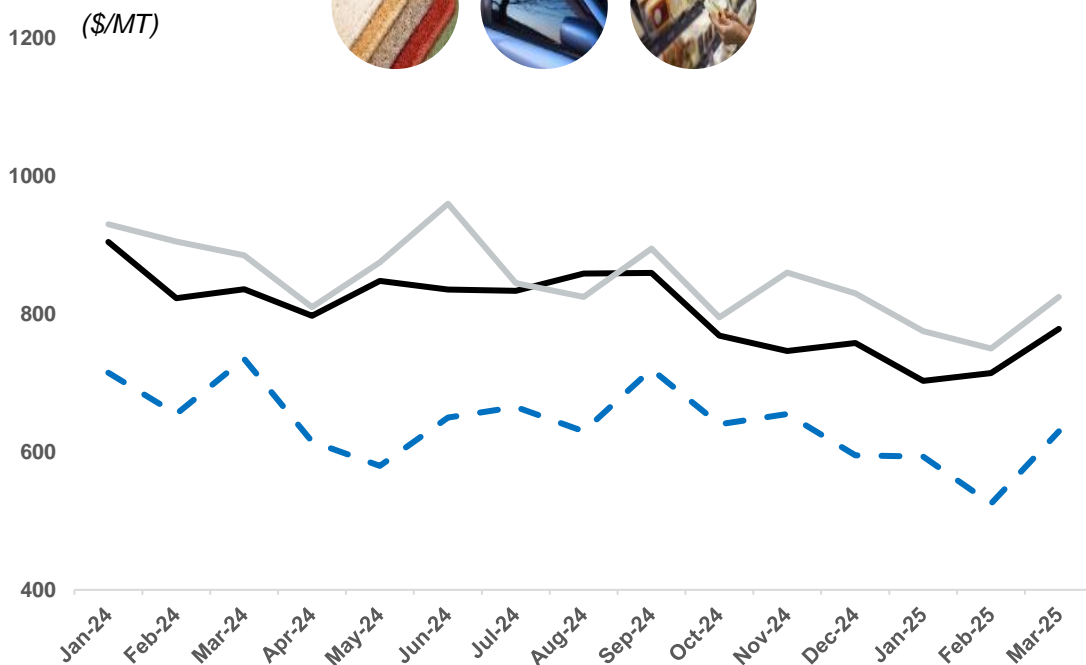 ($/MT)
1200
1000
800
600
400
Jan-24
Feb-24
Mar-24
Apr-24
May-24
Jun-24
Jul-24
Aug-24
Sep-24
Oct-24
Nov-24
Dec-24
Jan-25
Feb-25
Mar-25